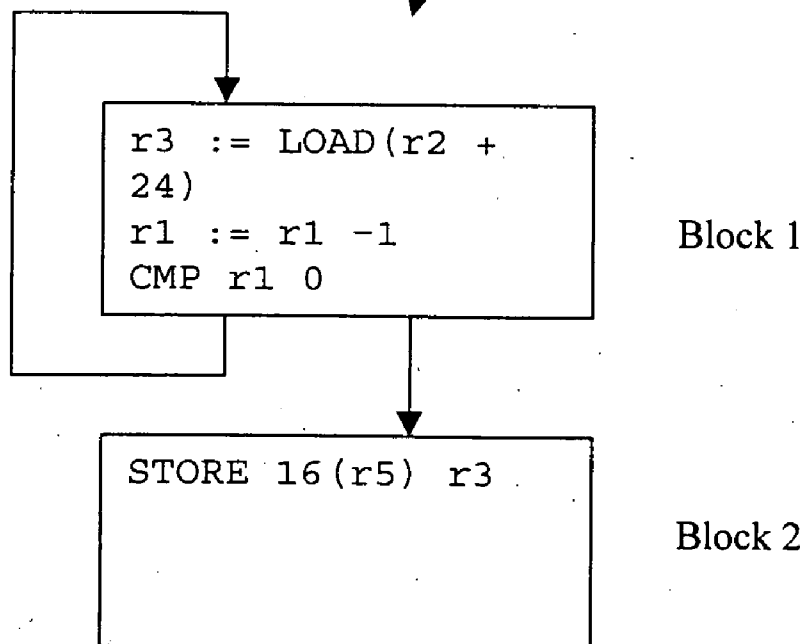 r3 := LOAD(r2 +
24)
r1 := r1 -1
CMP r1 0
Block 1
STORE 16(r5) r3
Block 2